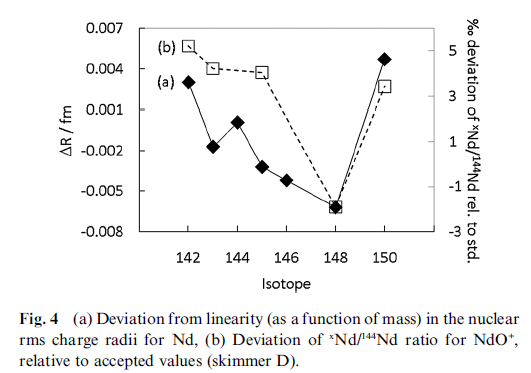 0.007
0.004
0.001
-0.002
-0.005
-0.008
ΔR / fm
(b)
(a)
5
3
1
-1
-3
‰ deviation of ˣNd/¹⁴⁴Nd rel. to std.
142 144 146 148 150
Isotope
Fig. 4 (a) Deviation from linearity (as a function of mass) in the nuclear
rms charge radii for Nd, (b) Deviation of ˣNd/¹⁴⁴Nd ratio for NdO⁺,
relative to accepted values (skimmer D).